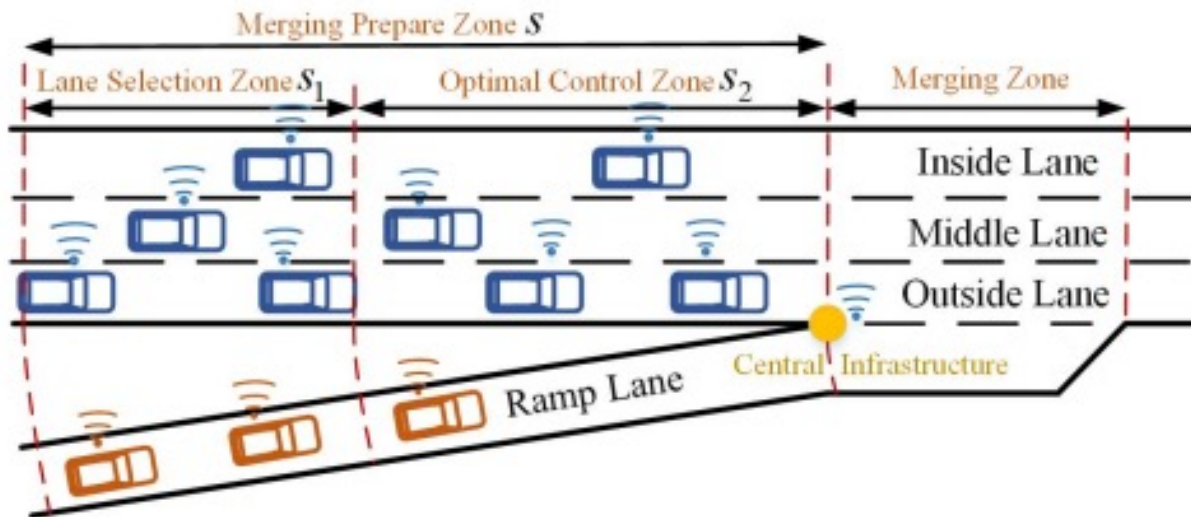 Merging Prepare Zone s
Lane Selection Zone s1
Optimal Control Zone s2
Merging Zone
Inside Lane
Middle Lane
Outside Lane
Central Infrastructure
Ramp Lane